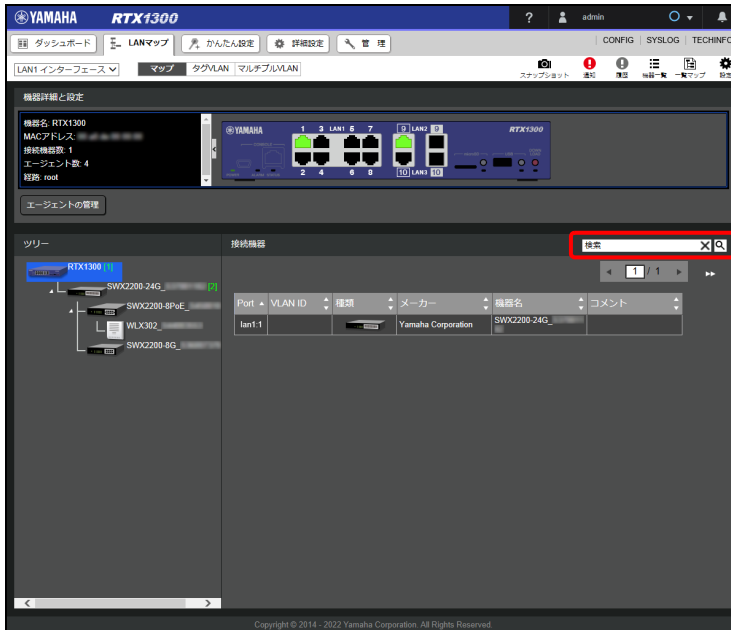 YAMAHA RTX1300 ? admin
ダッシュボード LANマップ かんたん設定 詳細設定 管 理 CONFIG SYSLOG TECHINFO
LAN1 インターフェース マップ タグVLAN マルチプルVLAN スナップショット 通知 履歴 機器一覧 一覧マップ 設定
機器詳細と設定
機器名: RTX1300
MACアドレス:
接続機器数: 1
エージェント数: 4
経路: root
YAMAHA 1 3 LAN1 5 7 9 LAN2 9 RTX1300
CONSOLE
2 4 6 8 10 LAN3 10
エージェントの管理
ツリー 接続機器 検索
RTX1300 [1]
1 / 1
SWX2200-24G_ [2]
SWX2200-8PoE_
WLX302_
SWX2200-8G_
Port VLAN ID 種類 メーカー 機器名 コメント
lan1:1 Yamaha Corporation SWX2200-24G_
Copyright © 2014 - 2022 Yamaha Corporation. All Rights Reserved.